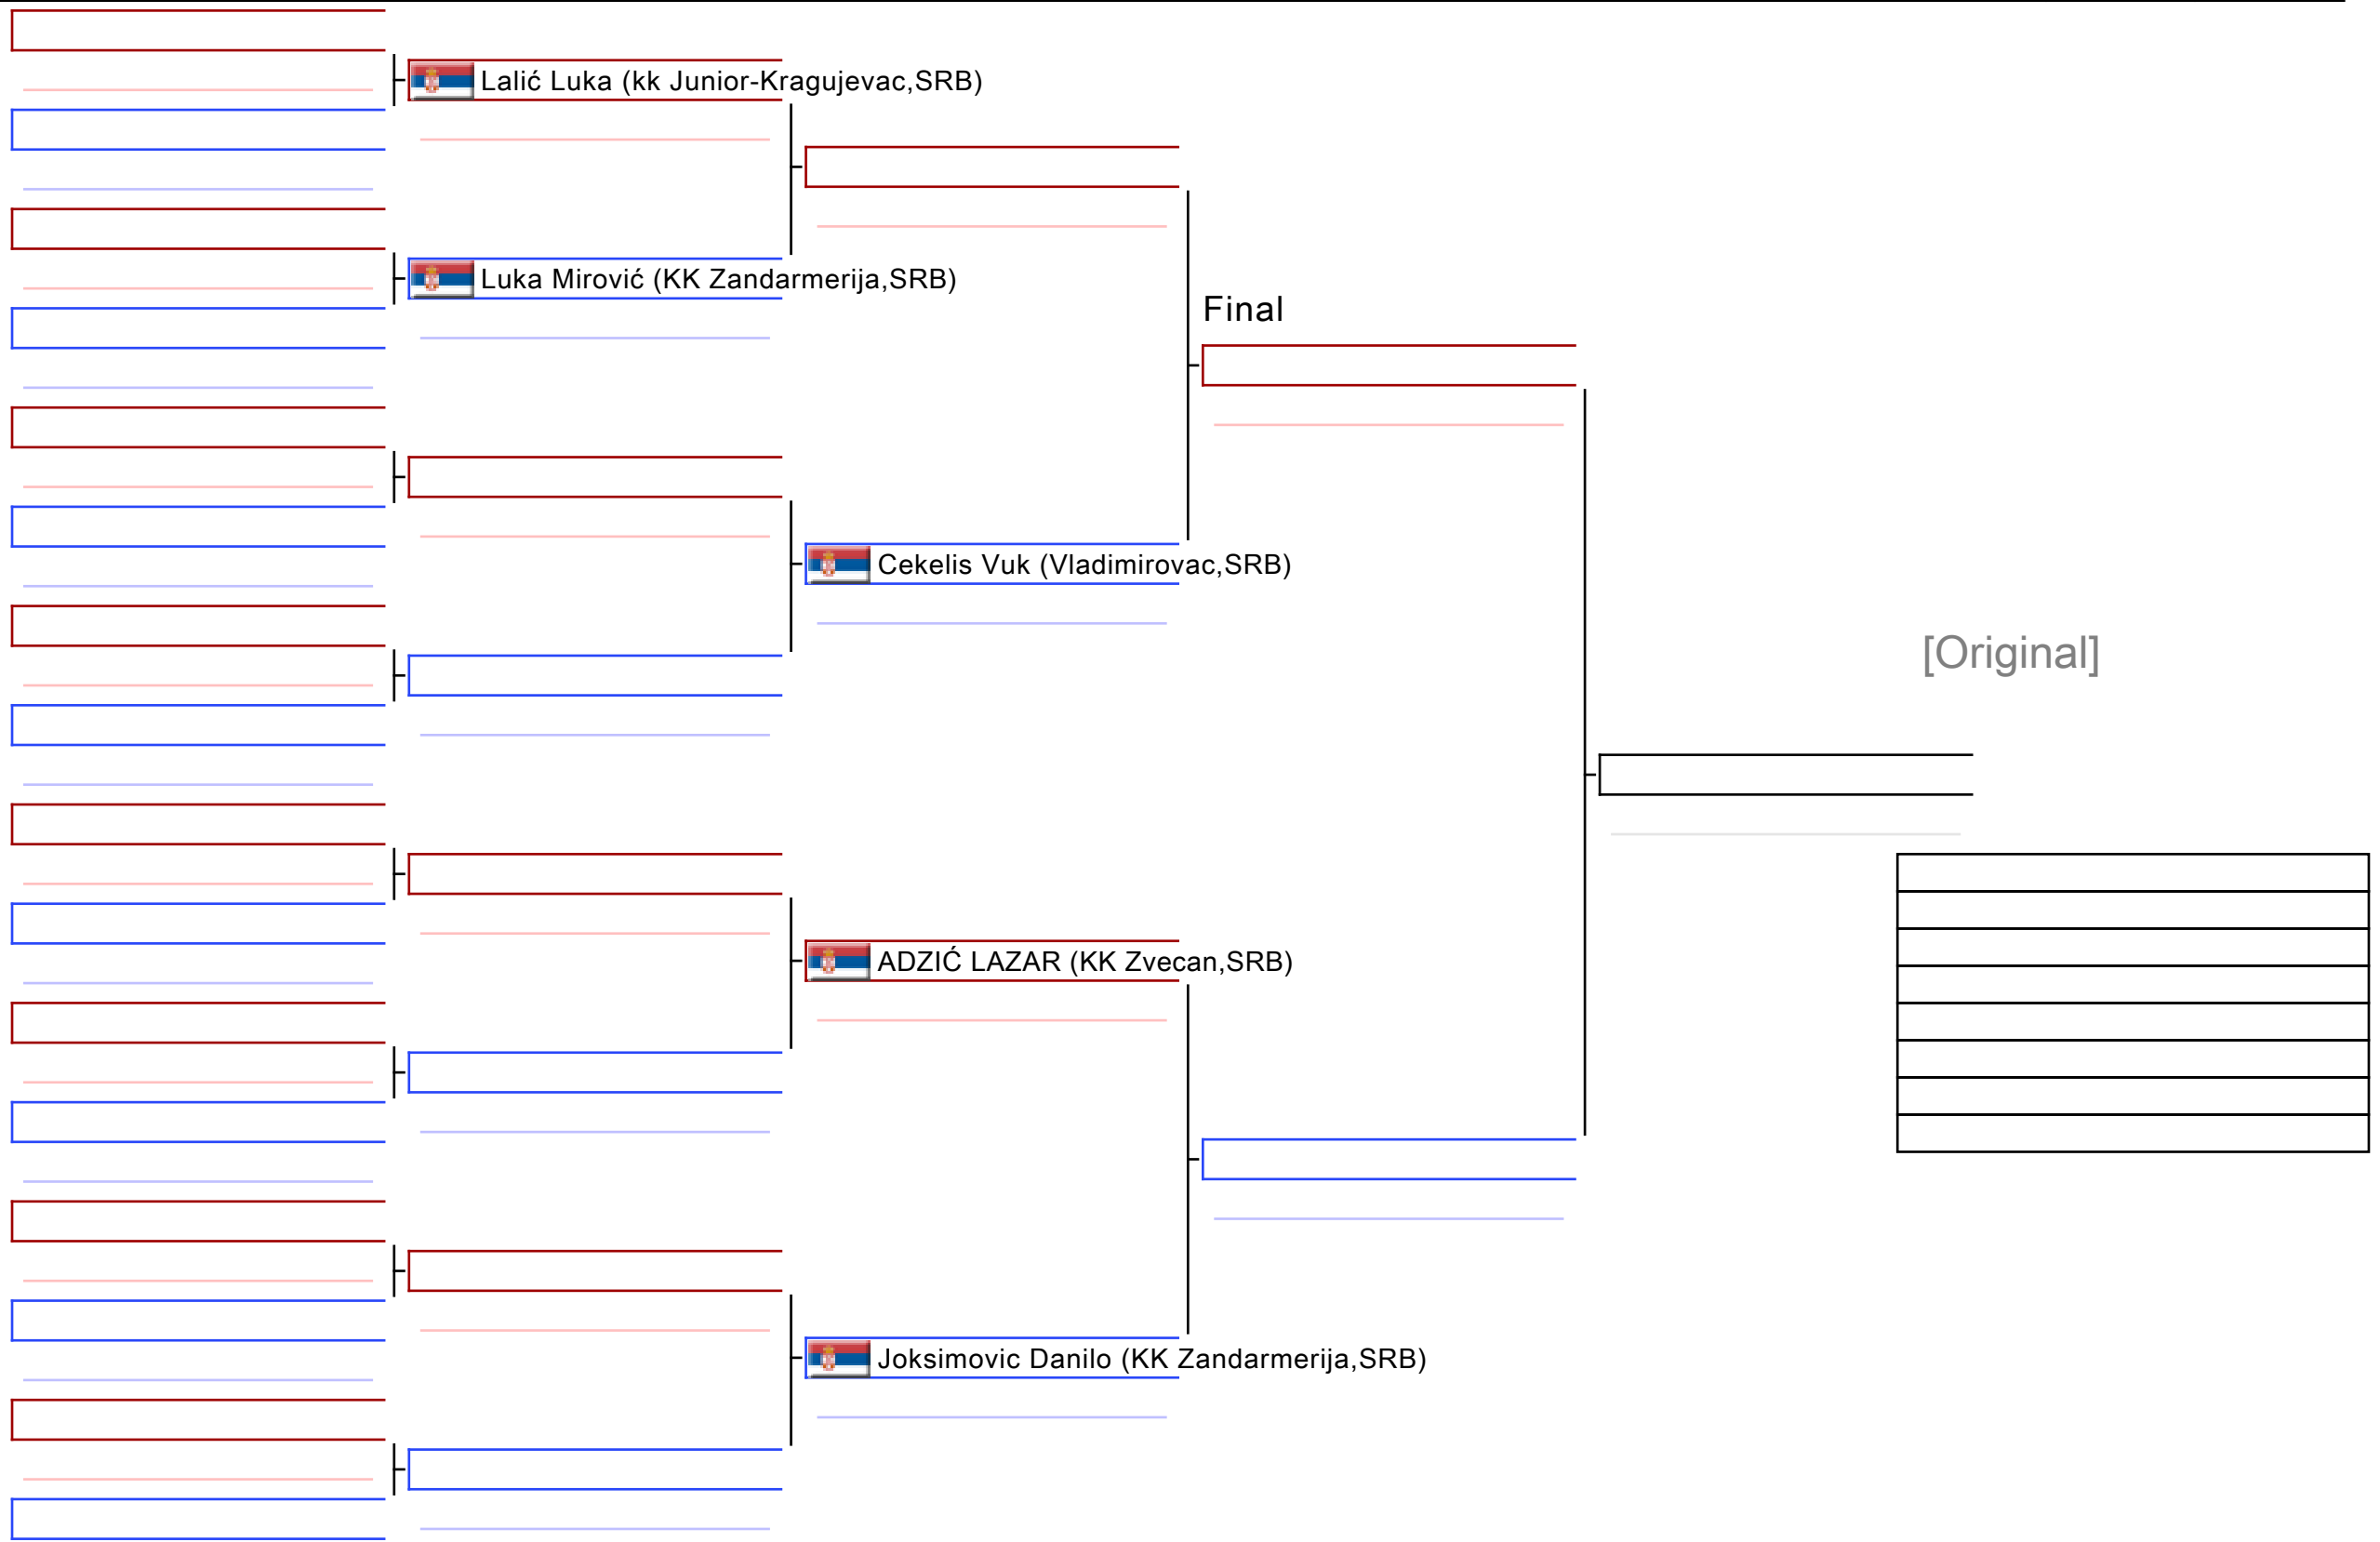 Lalić Luka (kk Junior-Kragujevac,SRB)
Luka Mirović (KK Zandarmerija,SRB)
Final
Cekelis Vuk (Vladimirovac,SRB)
[Original]
ADZIĆ LAZAR (KK Zvecan,SRB)
Joksimovic Danilo (KK Zandarmerija,SRB)